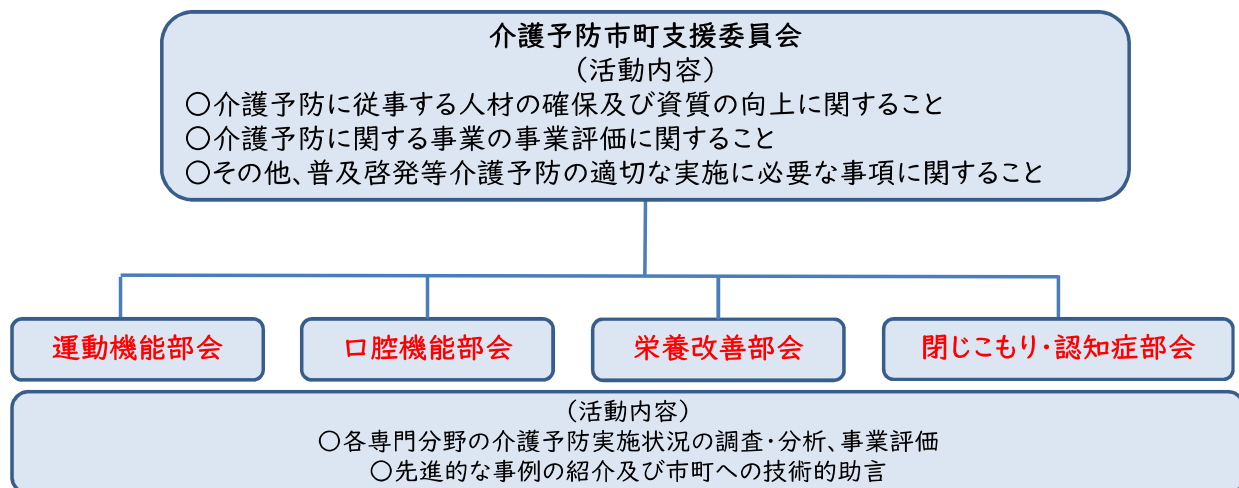 介護予防市町支援委員会
（活動内容）
〇介護予防に従事する人材の確保及び資質の向上に関すること
〇介護予防に関する事業の事業評価に関すること
〇その他、普及啓発等介護予防の適切な実施に必要な事項に関すること
運動機能部会
口腔機能部会
栄養改善部会
閉じこもり・認知症部会
（活動内容）
〇各専門分野の介護予防実施状況の調査・分析、事業評価
〇先進的な事例の紹介及び市町への技術的助言